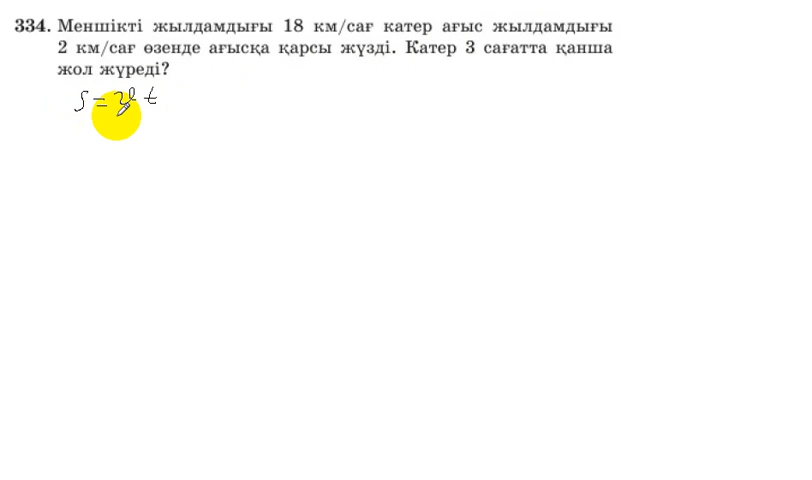 334. Меншікті жылдамдығы 18 км/сағ катер ағыс жылдамдығы
2 км/сағ өзенде ағысқа қарсы жүзді. Катер 3 сағатта қанша
жол жүреді?
S = v t